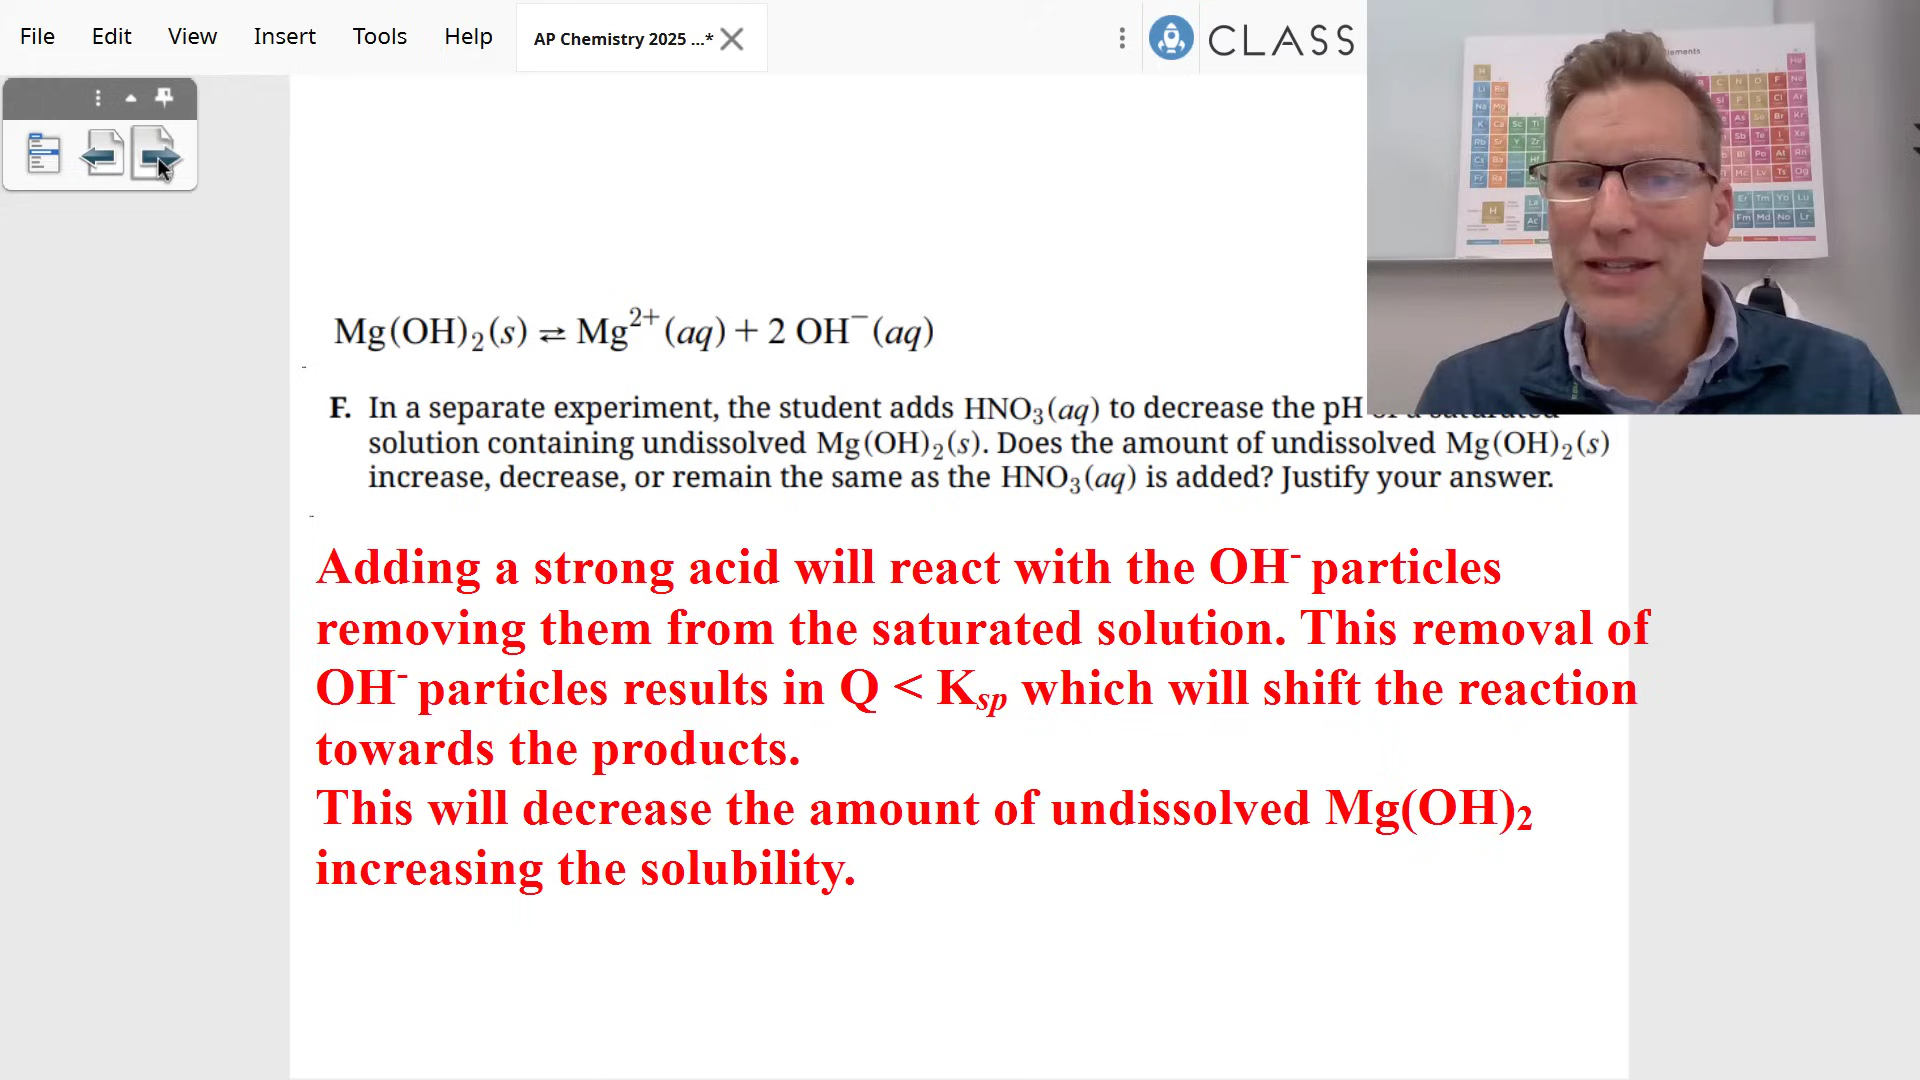 File Edit View Insert Tools Help AP Chemistry 2025 ...* CLASS
Mg(OH)₂(s) ⇌ Mg²⁺(aq) + 2 OH⁻(aq)
F. In a separate experiment, the student adds HNO₃(aq) to decrease the pH
solution containing undissolved Mg(OH)₂(s). Does the amount of undissolved Mg(OH)₂(s)
increase, decrease, or remain the same as the HNO₃(aq) is added? Justify your answer.
Adding a strong acid will react with the OH⁻ particles
removing them from the saturated solution. This removal of
OH⁻ particles results in Q < Kₛₚ which will shift the reaction
towards the products.
This will decrease the amount of undissolved Mg(OH)₂
increasing the solubility.